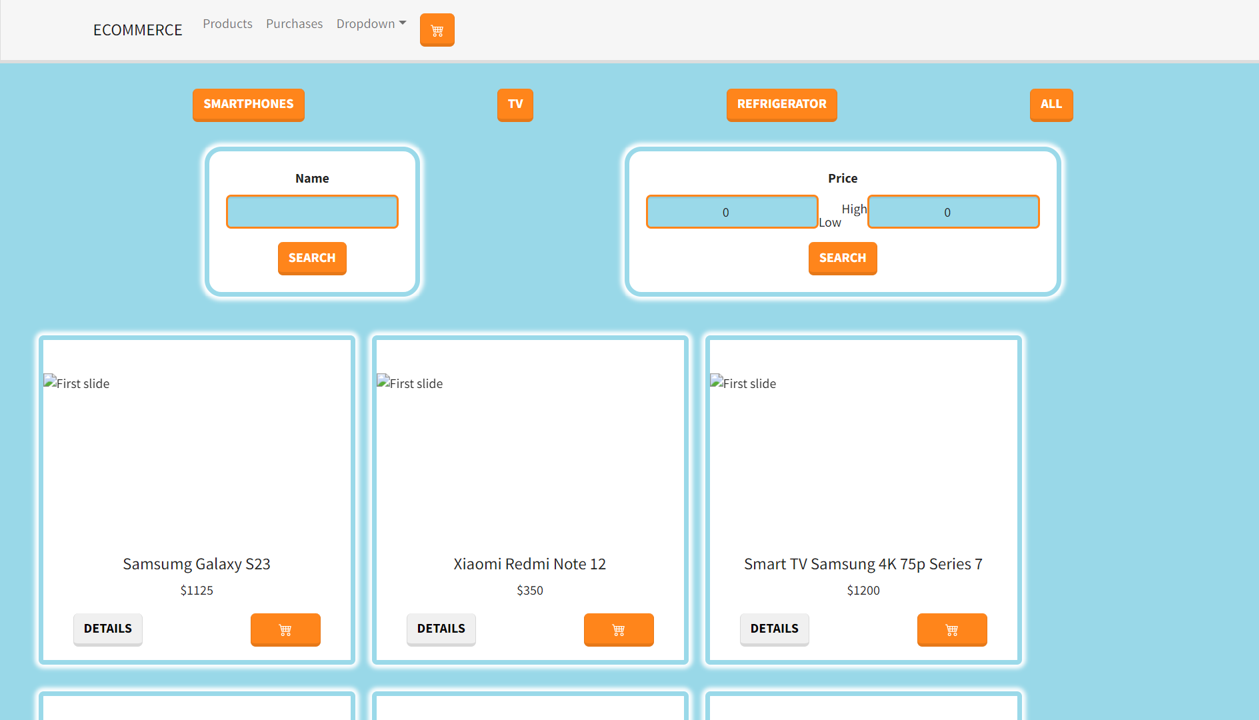 ECOMMERCE Products Purchases Dropdown
SMARTPHONES TV REFRIGERATOR ALL
Name
SEARCH
Price
0 Low High 0
SEARCH
First slide First slide First slide
Samsumg Galaxy S23 Xiaomi Redmi Note 12 Smart TV Samsung 4K 75p Series 7
$1125 $350 $1200
DETAILS DETAILS DETAILS